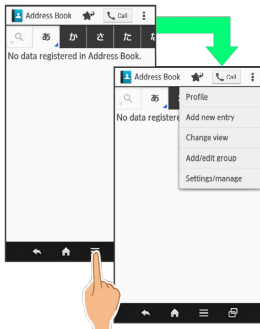 Address Book
Call
あ
か
さ
た
No data registered in Address Book.
Address Book
Call
あ
No data registere
Profile
Add new entry
Change view
Add/edit group
Settings/manage